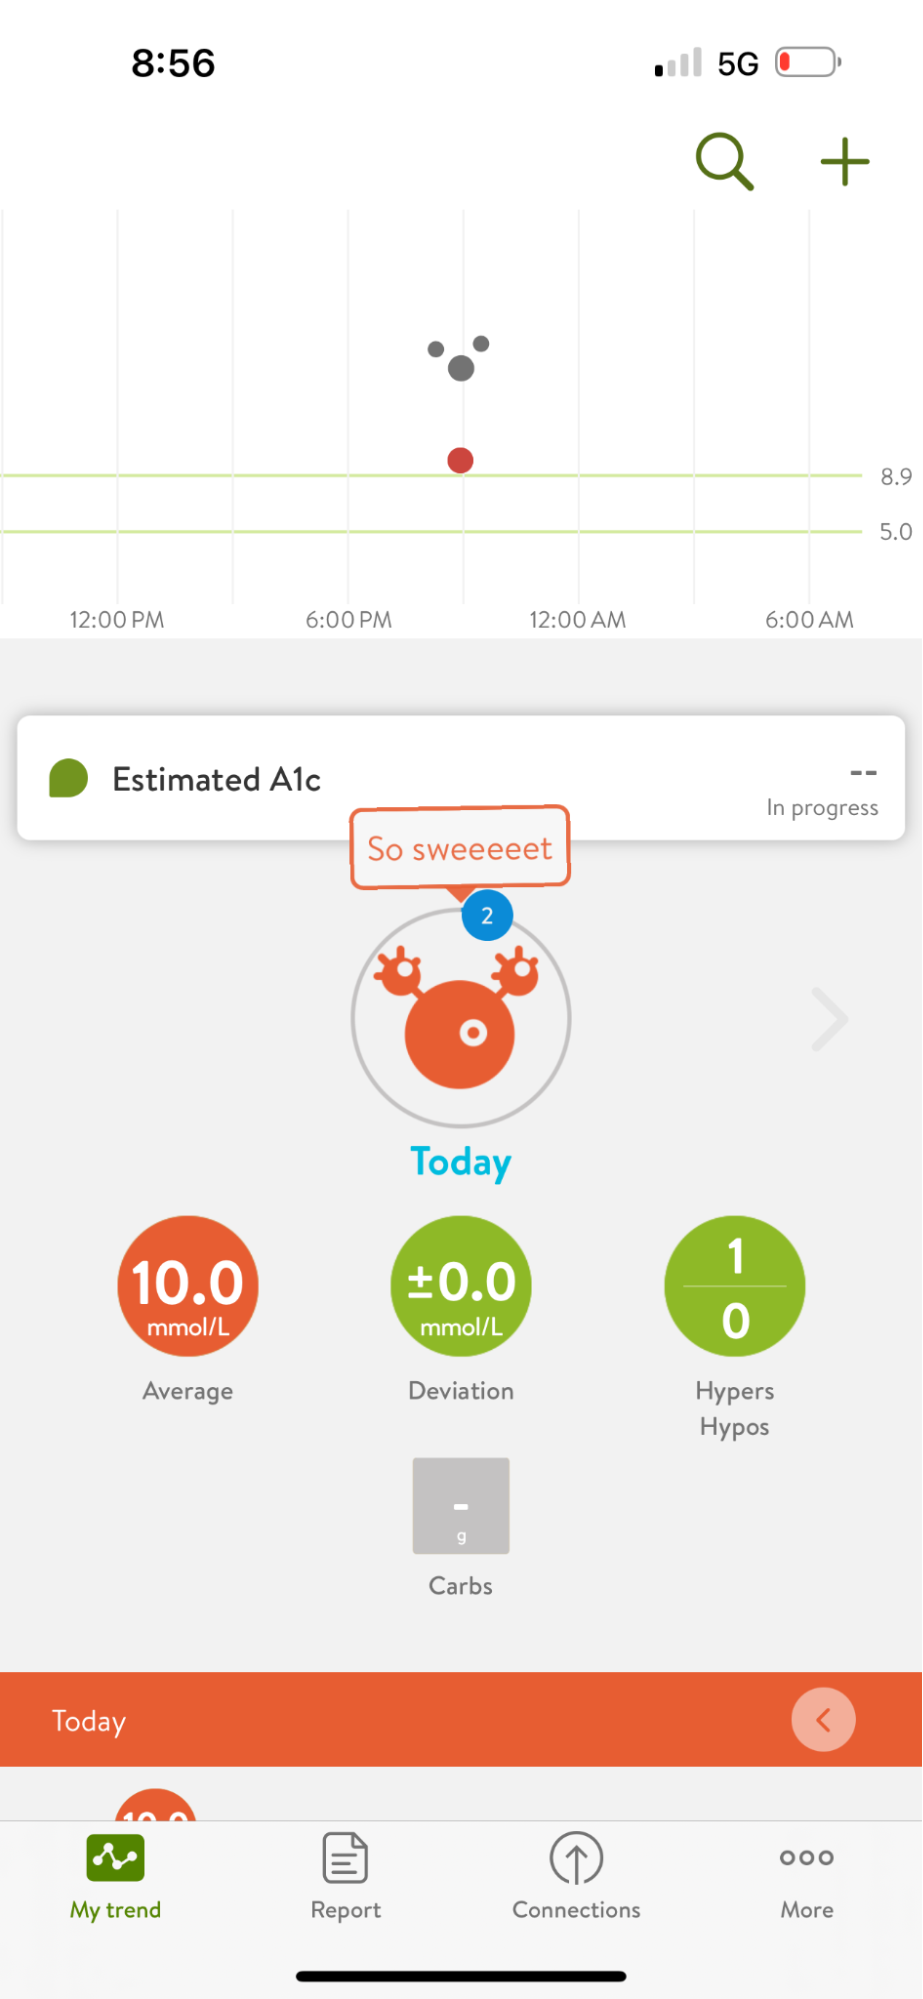 8:56
5G
8.9
5.0
12:00 PM
6:00 PM
12:00 AM
6:00 AM
Estimated A1c
--
In progress
So sweeeeet
2
Today
10.0
mmol/L
Average
±0.0
mmol/L
Deviation
1
0
Hypers
Hypos
-
g
Carbs
Today
10.0
My trend
Report
Connections
More